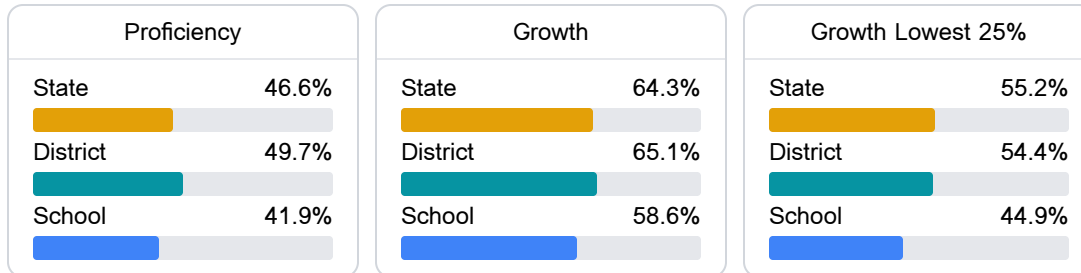 Proficiency
State 46.6%
District 49.7%
School 41.9%
Growth
State 64.3%
District 65.1%
School 58.6%
Growth Lowest 25%
State 55.2%
District 54.4%
School 44.9%